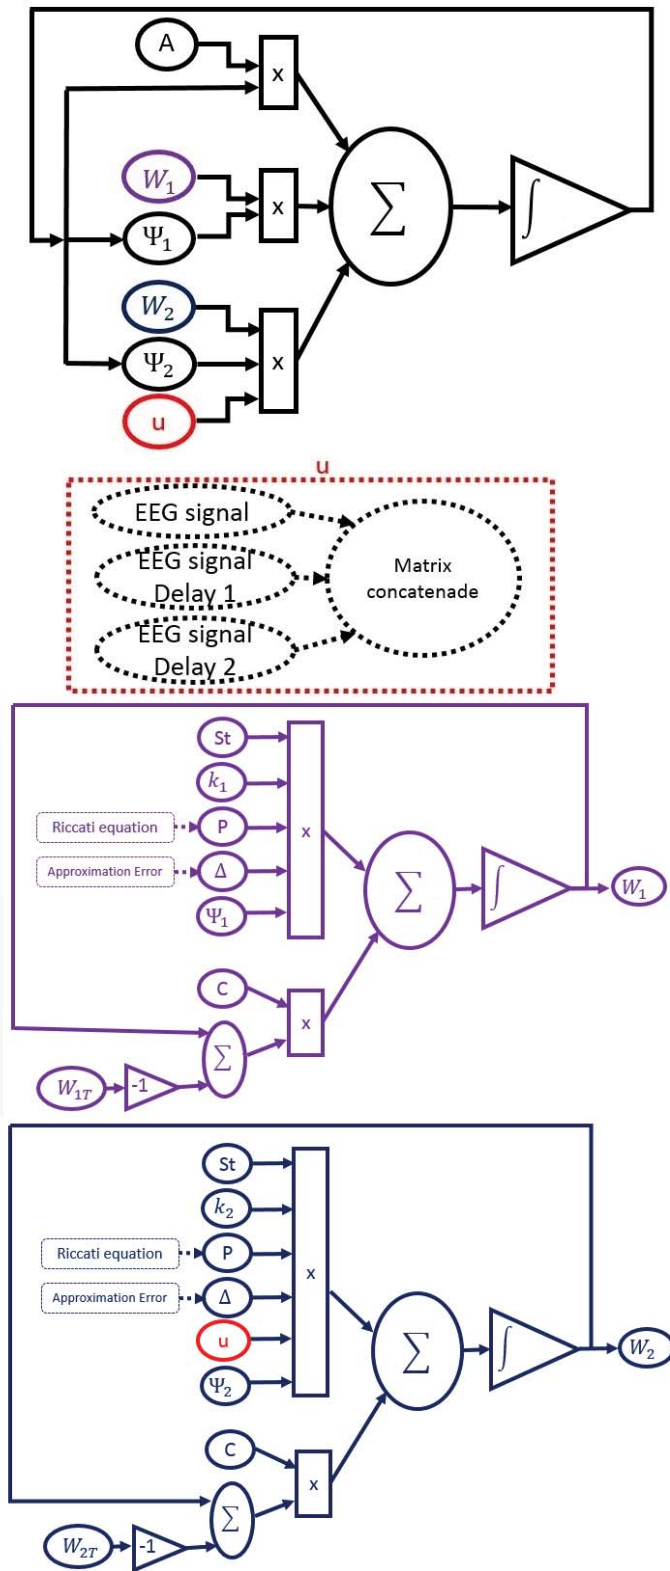 A
x
W₁
x
Ψ₁
∑
∫
W₂
Ψ₂
x
u
u
EEG signal
EEG signal
Delay 1
EEG signal
Delay 2
Matrix
concatenade
St
k₁
Riccati equation
P
x
Approximation Error
Δ
Ψ₁
∑
∫
W₁
C
x
∑
W₁T
-1
St
k₂
Riccati equation
P
x
Approximation Error
Δ
u
Ψ₂
∑
∫
W₂
C
x
∑
W₂T
-1